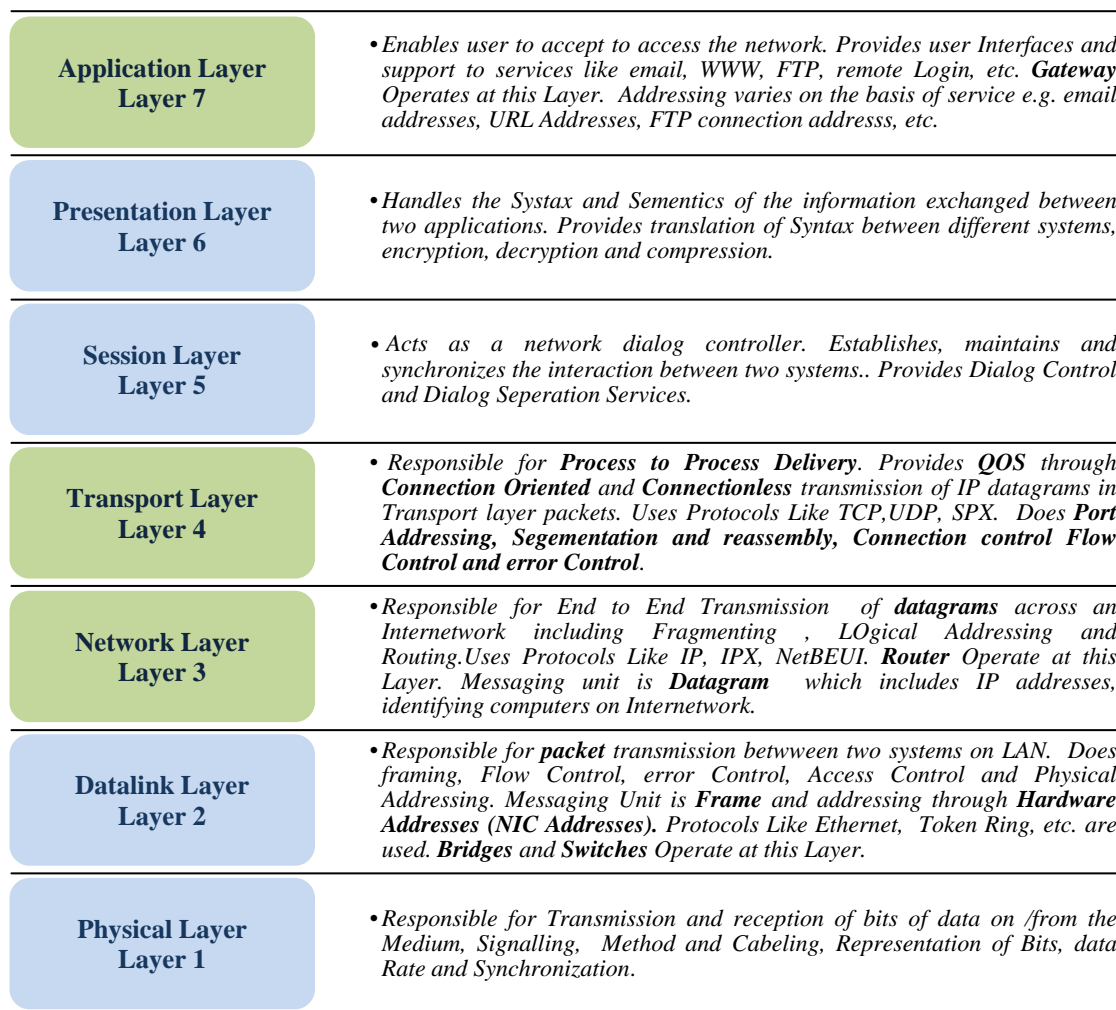 Application Layer
Layer 7
• Enables user to accept to access the network. Provides user Interfaces and
support to services like email, WWW, FTP, remote Login, etc. Gateway
Operates at this Layer. Addressing varies on the basis of service e.g. email
addresses, URL Addresses, FTP connection addresss, etc.
Presentation Layer
Layer 6
• Handles the Systax and Sementics of the information exchanged between
two applications. Provides translation of Syntax between different systems,
encryption, decryption and compression.
Session Layer
Layer 5
• Acts as a network dialog controller. Establishes, maintains and
synchronizes the interaction between two systems.. Provides Dialog Control
and Dialog Seperation Services.
Transport Layer
Layer 4
• Responsible for Process to Process Delivery. Provides QOS through
Connection Oriented and Connectionless transmission of IP datagrams in
Transport layer packets. Uses Protocols Like TCP,UDP, SPX. Does Port
Addressing, Segementation and reassembly, Connection control Flow
Control and error Control.
Network Layer
Layer 3
• Responsible for End to End Transmission of datagrams across an
Internetwork including Fragmenting , LOgical Addressing and
Routing.Uses Protocols Like IP, IPX, NetBEUI. Router Operate at this
Layer. Messaging unit is Datagram which includes IP addresses,
identifying computers on Internetwork.
Datalink Layer
Layer 2
• Responsible for packet transmission betwween two systems on LAN. Does
framing, Flow Control, error Control, Access Control and Physical
Addressing. Messaging Unit is Frame and addressing through Hardware
Addresses (NIC Addresses). Protocols Like Ethernet, Token Ring, etc. are
used. Bridges and Switches Operate at this Layer.
Physical Layer
Layer 1
• Responsible for Transmission and reception of bits of data on /from the
Medium, Signalling, Method and Cabeling, Representation of Bits, data
Rate and Synchronization.